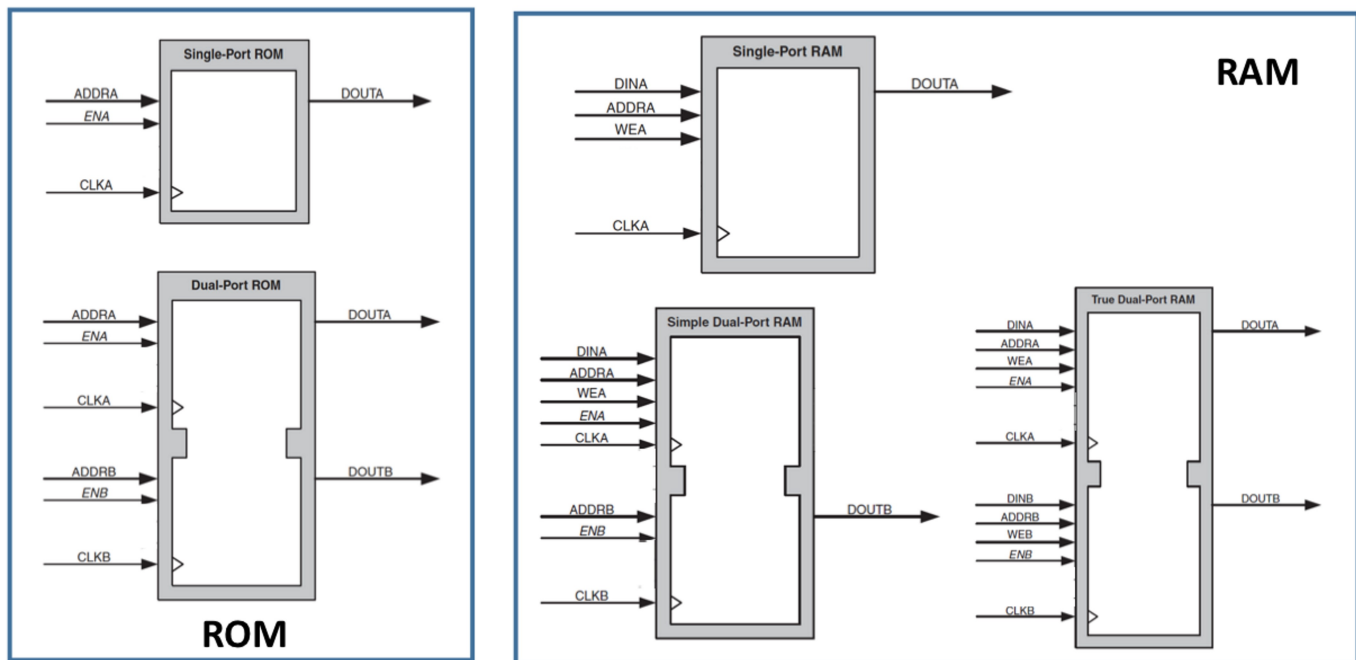 Single-Port ROM
ADDRA
ENA
CLKA
DOUTA
Dual-Port ROM
ADDRA
ENA
CLKA
ADDRB
ENB
CLKB
DOUTA
DOUTB
ROM
RAM
Single-Port RAM
DINA
ADDRA
WEA
CLKA
DOUTA
Simple Dual-Port RAM
DINA
ADDRA
WEA
ENA
CLKA
ADDRB
ENB
CLKB
DOUTB
True Dual-Port RAM
DINA
ADDRA
WEA
ENA
CLKA
DINB
ADDRB
WEB
ENB
CLKB
DOUTA
DOUTB